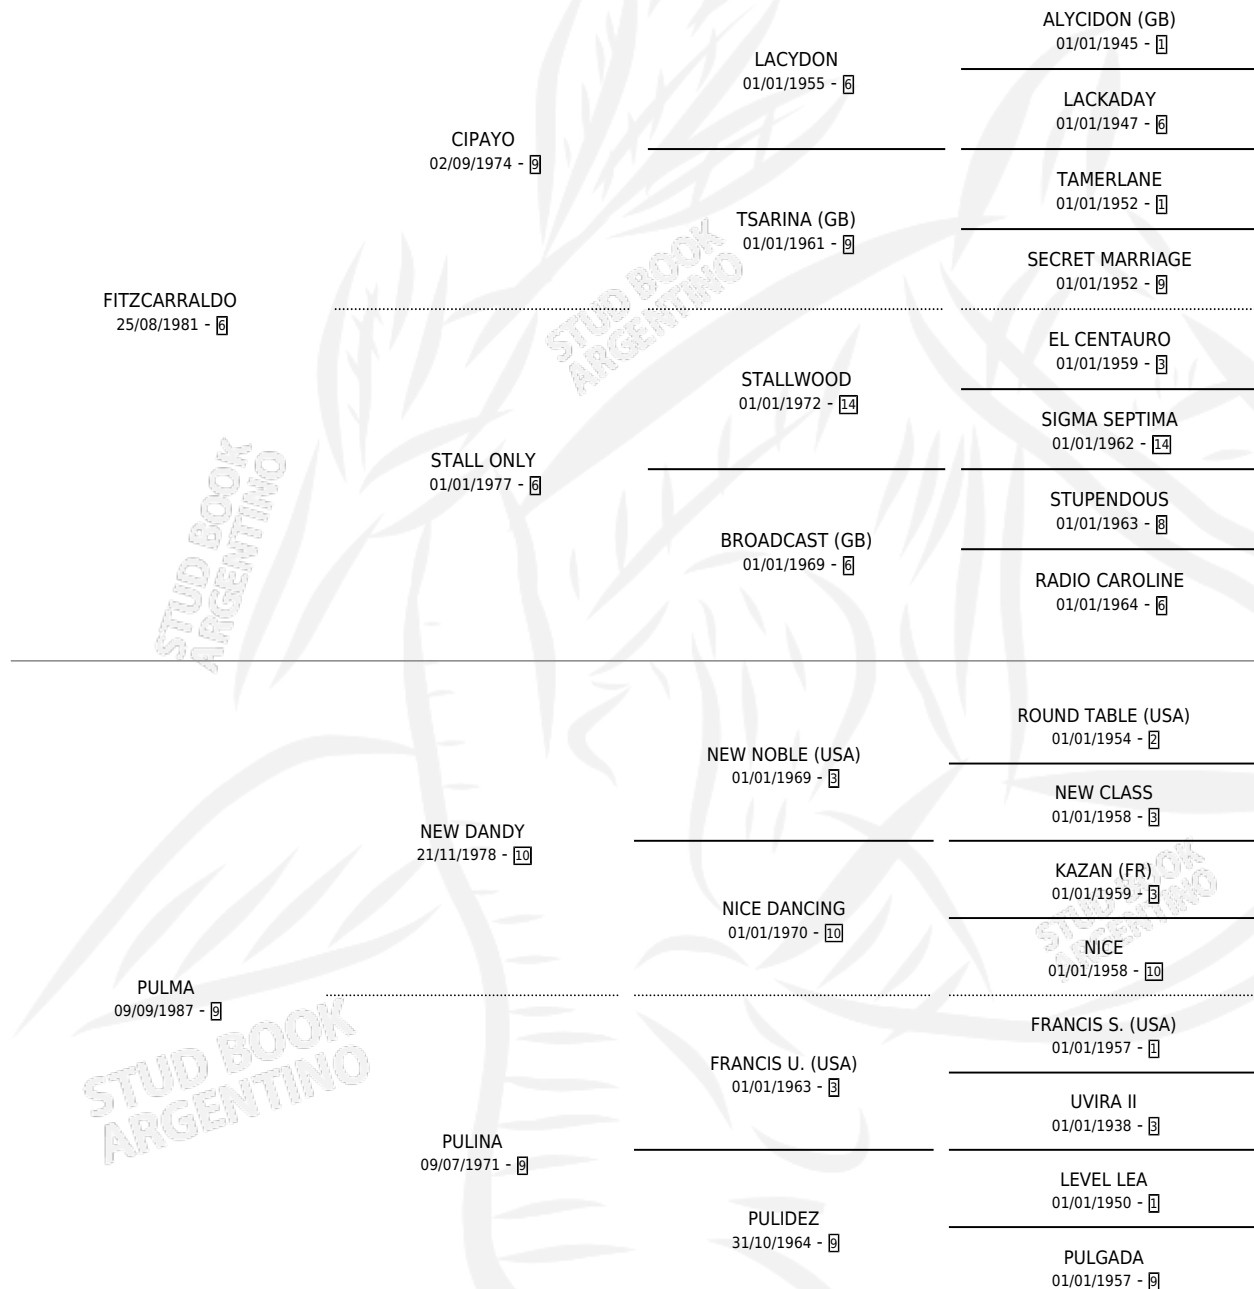 ALYCIDON (GB)
01/01/1945 - 1
LACYDON
01/01/1955 - 6
LACKADAY
01/01/1947 - 6
CIPAYO
02/09/1974 - 9
TAMERLANE
01/01/1952 - 1
TSARINA (GB)
01/01/1961 - 9
SECRET MARRIAGE
01/01/1952 - 9
FITZCARRALDO
25/08/1981 - 6
STUD BOOK
ARGENTINO
EL CENTAURO
01/01/1959 - 3
STALLWOOD
01/01/1972 - 14
SIGMA SEPTIMA
01/01/1962 - 14
STALL ONLY
01/01/1977 - 6
STUPENDOUS
01/01/1963 - 8
BROADCAST (GB)
01/01/1969 - 6
RADIO CAROLINE
01/01/1964 - 6
STUD BOOK
ARGENTINO
ROUND TABLE (USA)
01/01/1954 - 2
NEW NOBLE (USA)
01/01/1969 - 3
NEW CLASS
01/01/1958 - 3
NEW DANDY
21/11/1978 - 10
KAZAN (FR)
01/01/1959 - 3
NICE DANCING
01/01/1970 - 10
NICE
01/01/1958 - 10
STUD BOOK
ARGENTINO
PULMA
09/09/1987 - 9
STUD BOOK
ARGENTINO
FRANCIS S. (USA)
01/01/1957 - 1
FRANCIS U. (USA)
01/01/1963 - 3
UVIRA II
01/01/1938 - 3
PULINA
09/07/1971 - 9
LEVEL LEA
01/01/1950 - 1
PULIDEZ
31/10/1964 - 9
PULGADA
01/01/1957 - 9